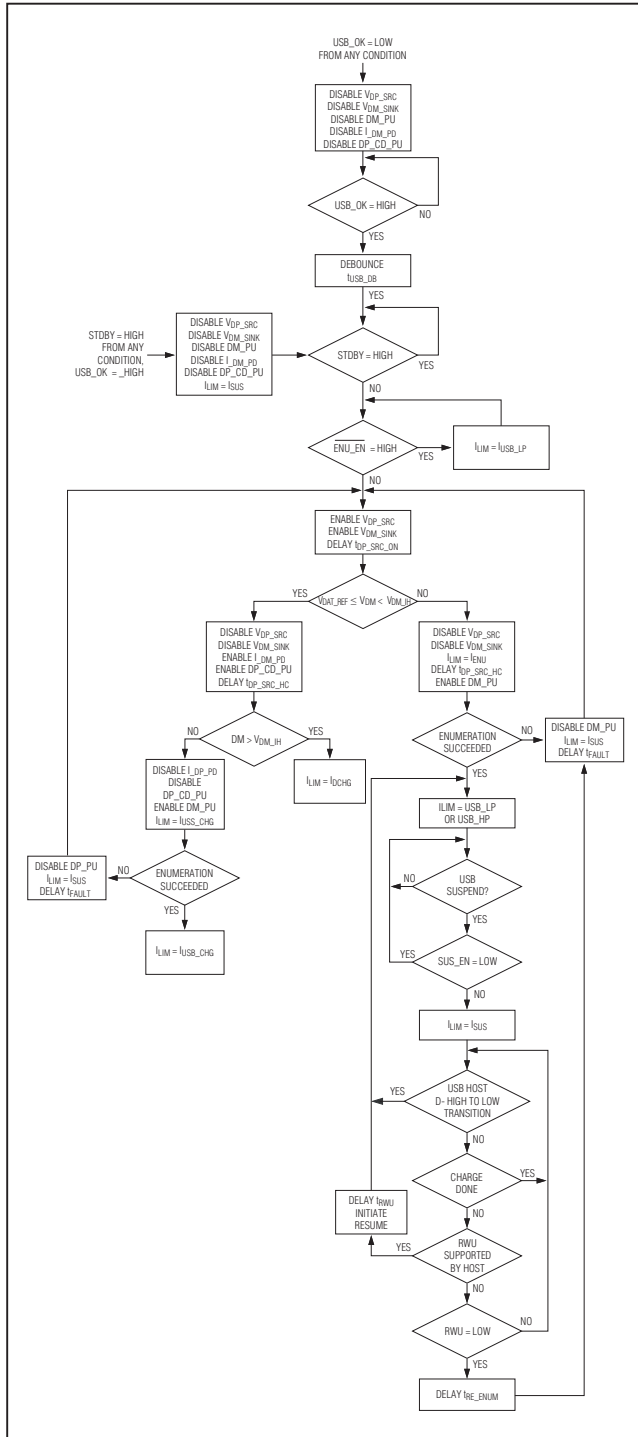 USB_OK = LOW
FROM ANY CONDITION
DISABLE VDP_SRC
DISABLE VDM_SINK
DISABLE DM_PU
DISABLE I_DM_PD
DISABLE DP_CD_PU
USB_OK = HIGH
NO
YES
DEBOUNCE
tUSB_DB
YES
STDBY = HIGH
FROM ANY
CONDITION,
USB_OK = _HIGH
DISABLE VDP_SRC
DISABLE VDM_SINK
DISABLE DM_PU
DISABLE I_DM_PD
DISABLE DP_CD_PU
ILIM = ISUS
STDBY = HIGH
YES
NO
ENU_EN = HIGH
YES
ILIM = IUSB_LP
NO
ENABLE VDP_SRC
ENABLE VDM_SINK
DELAY tDP_SRC_ON
YES
VDAT_REF ≤ VDM < VDM_IH
NO
DISABLE VDP_SRC
DISABLE VDM_SINK
ENABLE I_DM_PD
ENABLE DP_CD_PU
DELAY tDP_SRC_HC
DISABLE VDP_SRC
DISABLE VDM_SINK
ILIM = IENU
DELAY tDP_SRC_HC
ENABLE DM_PU
NO
DM > VDM_IH
YES
ILIM = IDCHG
ENUMERATION
SUCCEEDED
NO
YES
DISABLE DM_PU
ILIM = ISUS
DELAY tFAULT
DISABLE I_DP_PD
DISABLE
DP_CD_PU
ENABLE DM_PU
ILIM = IUSS_CHG
ILIM = USB_LP
OR USB_HP
DISABLE DP_PU
ILIM = ISUS
DELAY tFAULT
NO
ENUMERATION
SUCCEEDED
YES
ILIM = IUSB_CHG
NO
USB
SUSPEND?
YES
YES
SUS_EN = LOW
NO
ILIM = ISUS
YES
USB HOST
D- HIGH TO LOW
TRANSITION
NO
CHARGE
DONE
YES
NO
DELAY tRWU
INITIATE
RESUME
YES
RWU
SUPPORTED
BY HOST
NO
RWU = LOW
NO
YES
DELAY tRE_ENUM